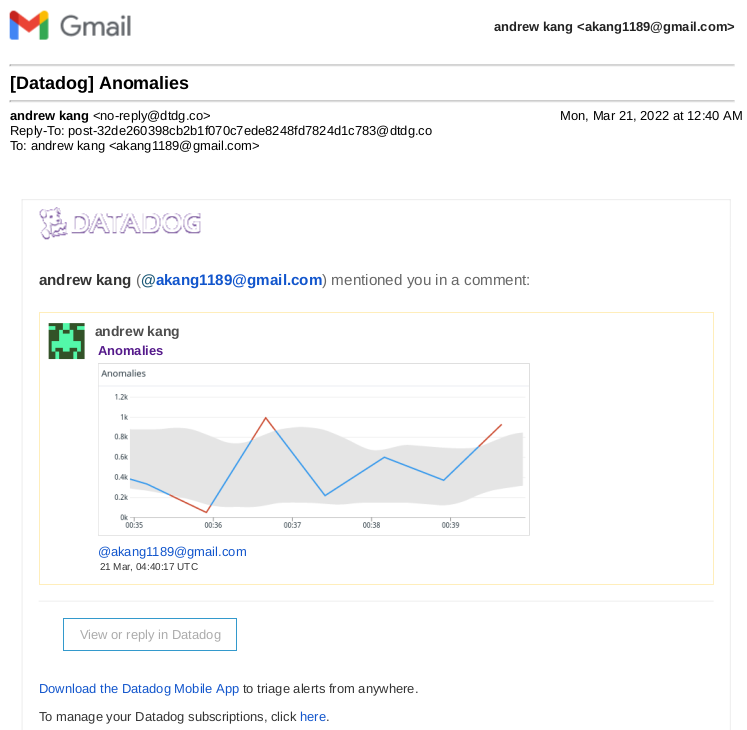 Gmail
andrew kang <akang1189@gmail.com>
[Datadog] Anomalies
andrew kang <no-reply@dtdg.co> Mon, Mar 21, 2022 at 12:40 AM
Reply-To: post-32de260398cb2b1f070c7ede8248fd7824d1c783@dtdg.co
To: andrew kang <akang1189@gmail.com>
DATADOG
andrew kang (@akang1189@gmail.com) mentioned you in a comment:
andrew kang
Anomalies
Anomalies
1.2k
1k
0.8k
0.6k
0.4k
0.2k
0k
00:35 00:36 00:37 00:38 00:39
@akang1189@gmail.com
21 Mar, 04:40:17 UTC
View or reply in Datadog
Download the Datadog Mobile App to triage alerts from anywhere.
To manage your Datadog subscriptions, click here.